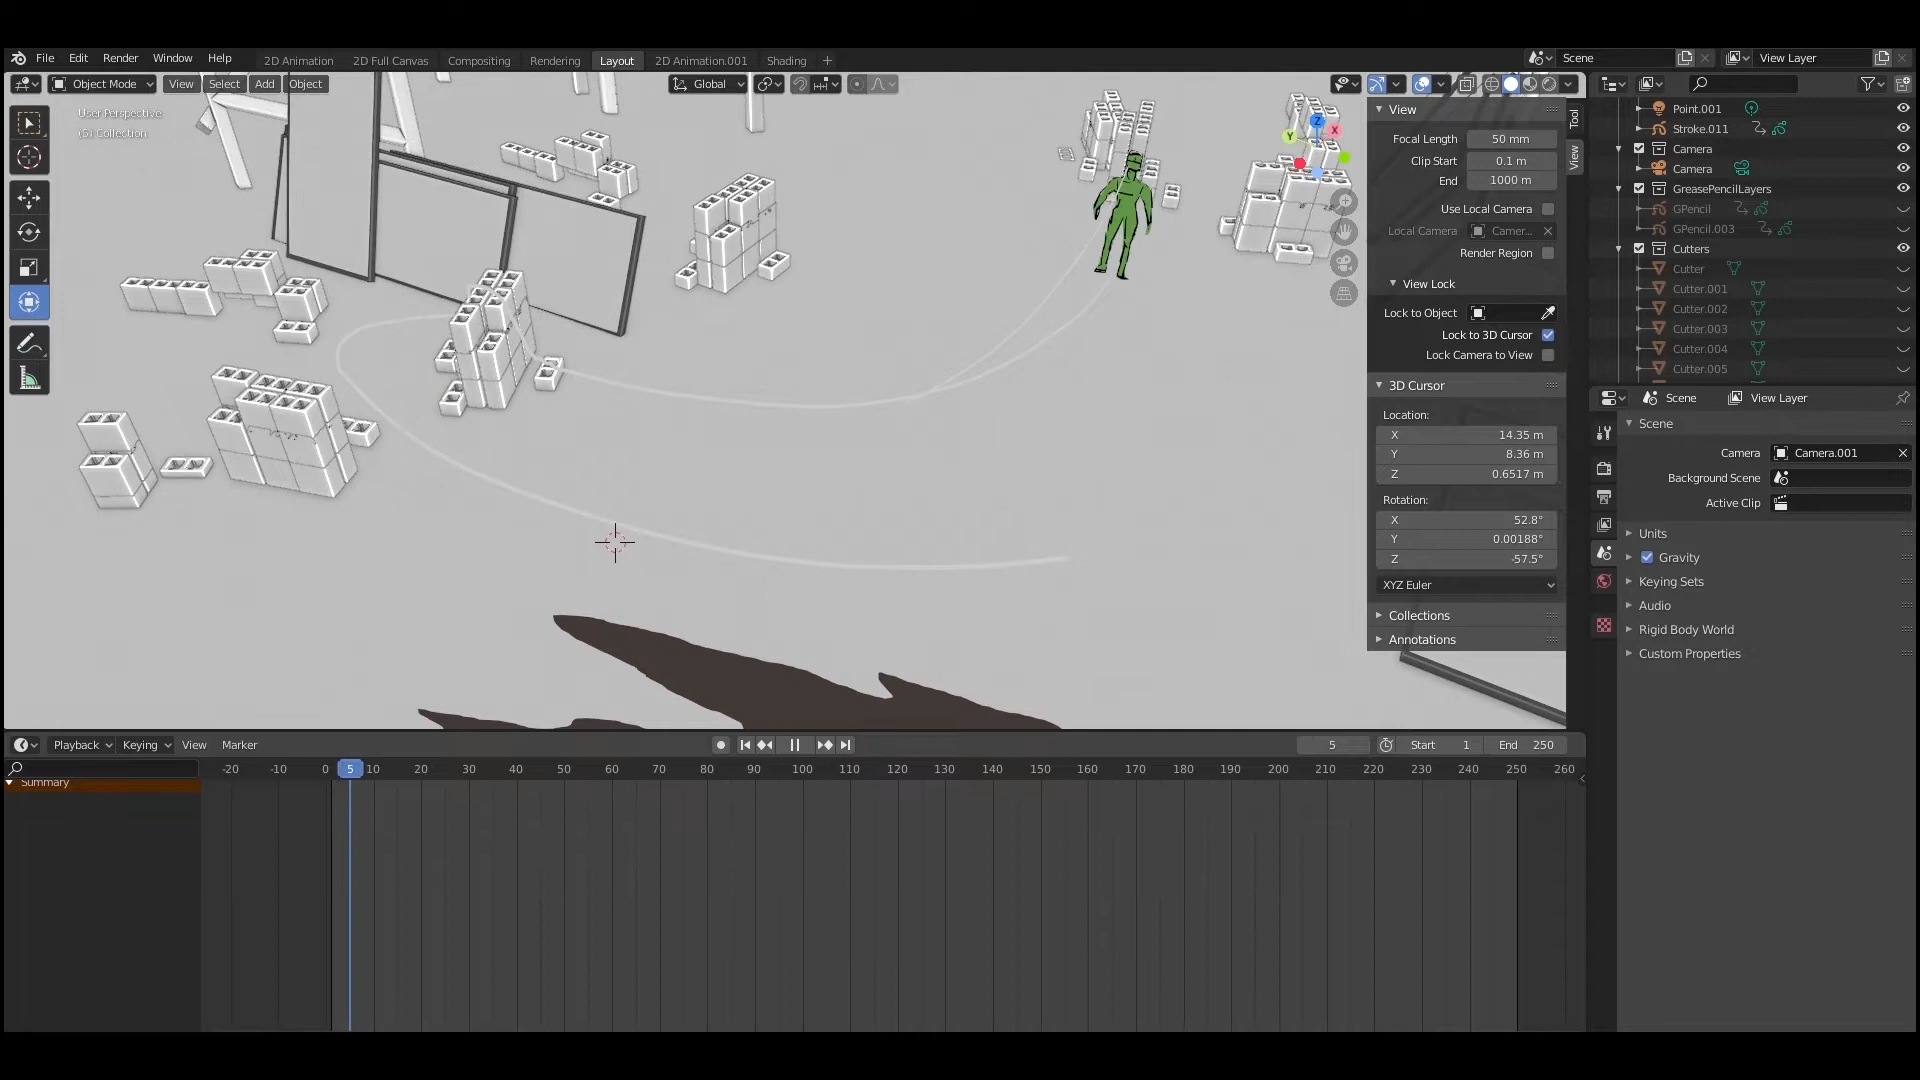 File Edit Render Window Help 2D Animation 2D Full Canvas Compositing Rendering Layout 2D Animation.001 Shading + Scene View Layer
Object Mode View Select Add Object Global
User Perspective
(5) Collection
Z
Y
X
View
Focal Length 50 mm
Clip Start 0.1 m
End 1000 m
Use Local Camera
Local Camera Camer...
Render Region
View Lock
Lock to Object
Lock to 3D Cursor
Lock Camera to View
3D Cursor
Location:
X 14.35 m
Y 8.36 m
Z 0.6517 m
Rotation:
X 52.8°
Y 0.00188°
Z -57.5°
XYZ Euler
Collections
Annotations
Tool
View
Point.001
Stroke.011
Camera
Camera
GreasePencilLayers
GPencil
GPencil.003
Cutters
Cutter
Cutter.001
Cutter.002
Cutter.003
Cutter.004
Cutter.005
Scene View Layer
Scene
Camera Camera.001
Background Scene
Active Clip
Units
Gravity
Keying Sets
Audio
Rigid Body World
Custom Properties
Playback Keying View Marker 5 Start 1 End 250
-20 -10 0 5 10 20 30 40 50 60 70 80 90 100 110 120 130 140 150 160 170 180 190 200 210 220 230 240 250 260
Summary